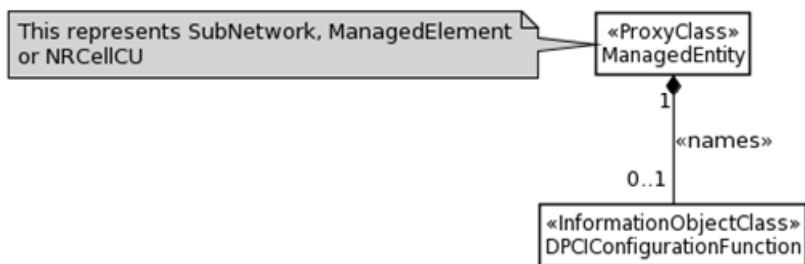 This represents SubNetwork, ManagedElement
or NRCellCU
«ProxyClass»
ManagedEntity
1
«names»
0..1
«InformationObjectClass»
DPCIConfigurationFunction